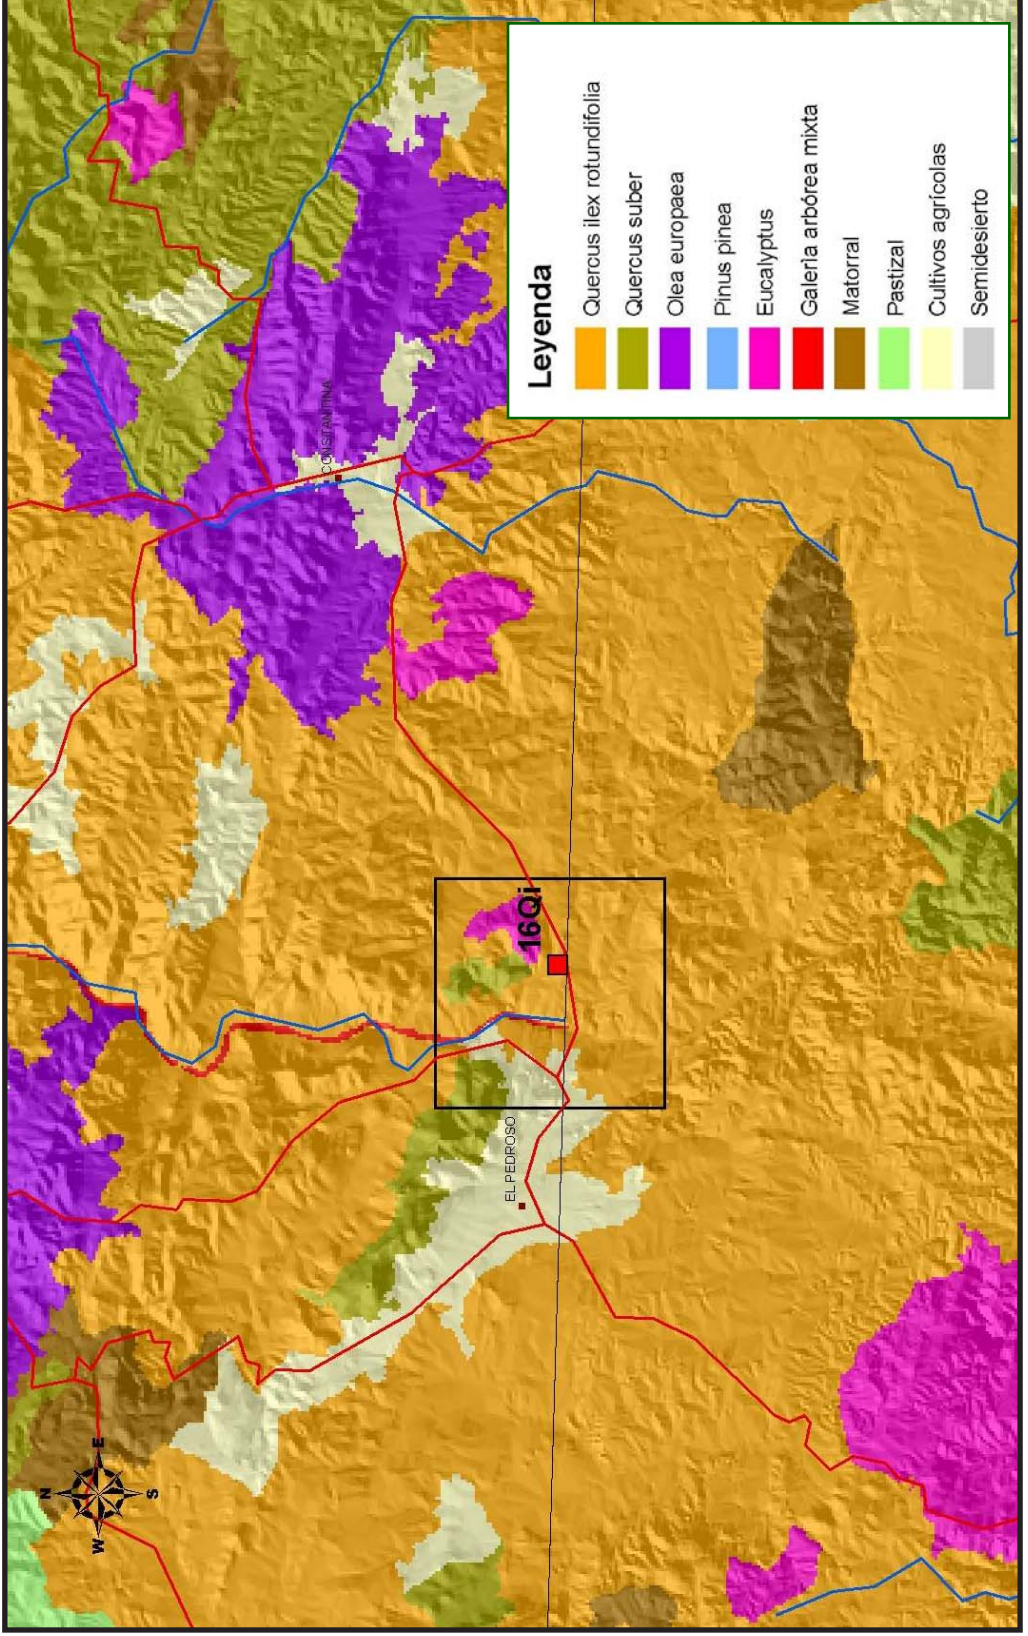 N
W
E
S
CONSTANTINA
EL PEDROSO
16Qi
Leyenda
Quercus ilex rotundifolia
Quercus suber
Olea europaea
Pinus pinea
Eucalyptus
Galería arbórea mixta
Matorral
Pastizal
Cultivos agrícolas
Semidesierto